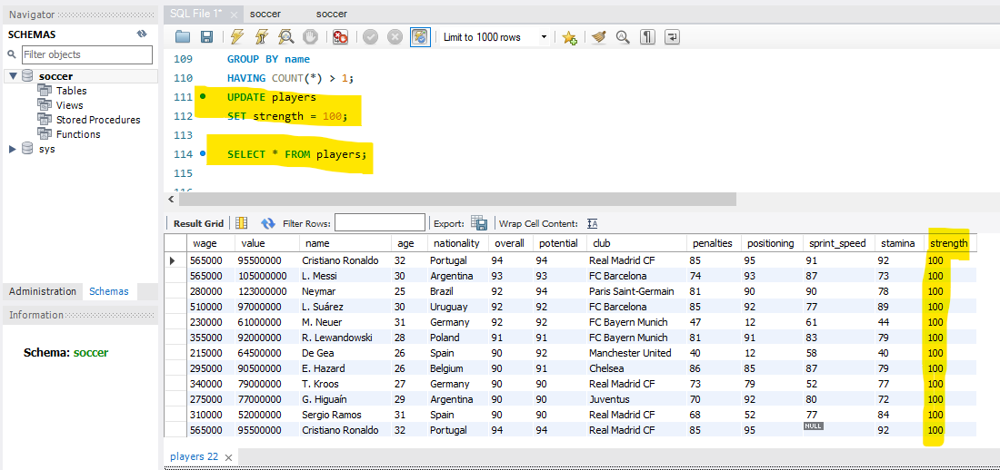 Navigator
SQL File 1* × soccer soccer
SCHEMAS
Filter objects
Limit to 1000 rows
soccer
Tables
Views
Stored Procedures
Functions
sys
109 GROUP BY name
110 HAVING COUNT(*) > 1;
111 UPDATE players
112 SET strength = 100;
113
114 SELECT * FROM players;
115
Result Grid Filter Rows: Export: Wrap Cell Content:
wage value name age nationality overall potential club penalties positioning sprint_speed stamina strength
565000 95500000 Cristiano Ronaldo 32 Portugal 94 94 Real Madrid CF 85 95 91 92 100
565000 105000000 L. Messi 30 Argentina 93 93 FC Barcelona 74 93 87 73 100
280000 123000000 Neymar 25 Brazil 92 94 Paris Saint-Germain 81 90 90 78 100
510000 97000000 L. Suárez 30 Uruguay 92 92 FC Barcelona 85 92 77 89 100
230000 61000000 M. Neuer 31 Germany 92 92 FC Bayern Munich 47 12 61 44 100
355000 92000000 R. Lewandowski 28 Poland 91 91 FC Bayern Munich 81 91 83 79 100
215000 64500000 De Gea 26 Spain 90 92 Manchester United 40 12 58 40 100
295000 90500000 E. Hazard 26 Belgium 90 91 Chelsea 86 85 87 79 100
340000 79000000 T. Kroos 27 Germany 90 90 Real Madrid CF 73 79 52 77 100
275000 77000000 G. Higuaín 29 Argentina 90 90 Juventus 70 92 80 72 100
310000 52000000 Sergio Ramos 31 Spain 90 90 Real Madrid CF 68 52 77 84 100
565000 95500000 Cristiano Ronaldo 32 Portugal 94 94 Real Madrid CF 85 95 NULL 92 100
Administration Schemas
Information
Schema: soccer
players 22 ×